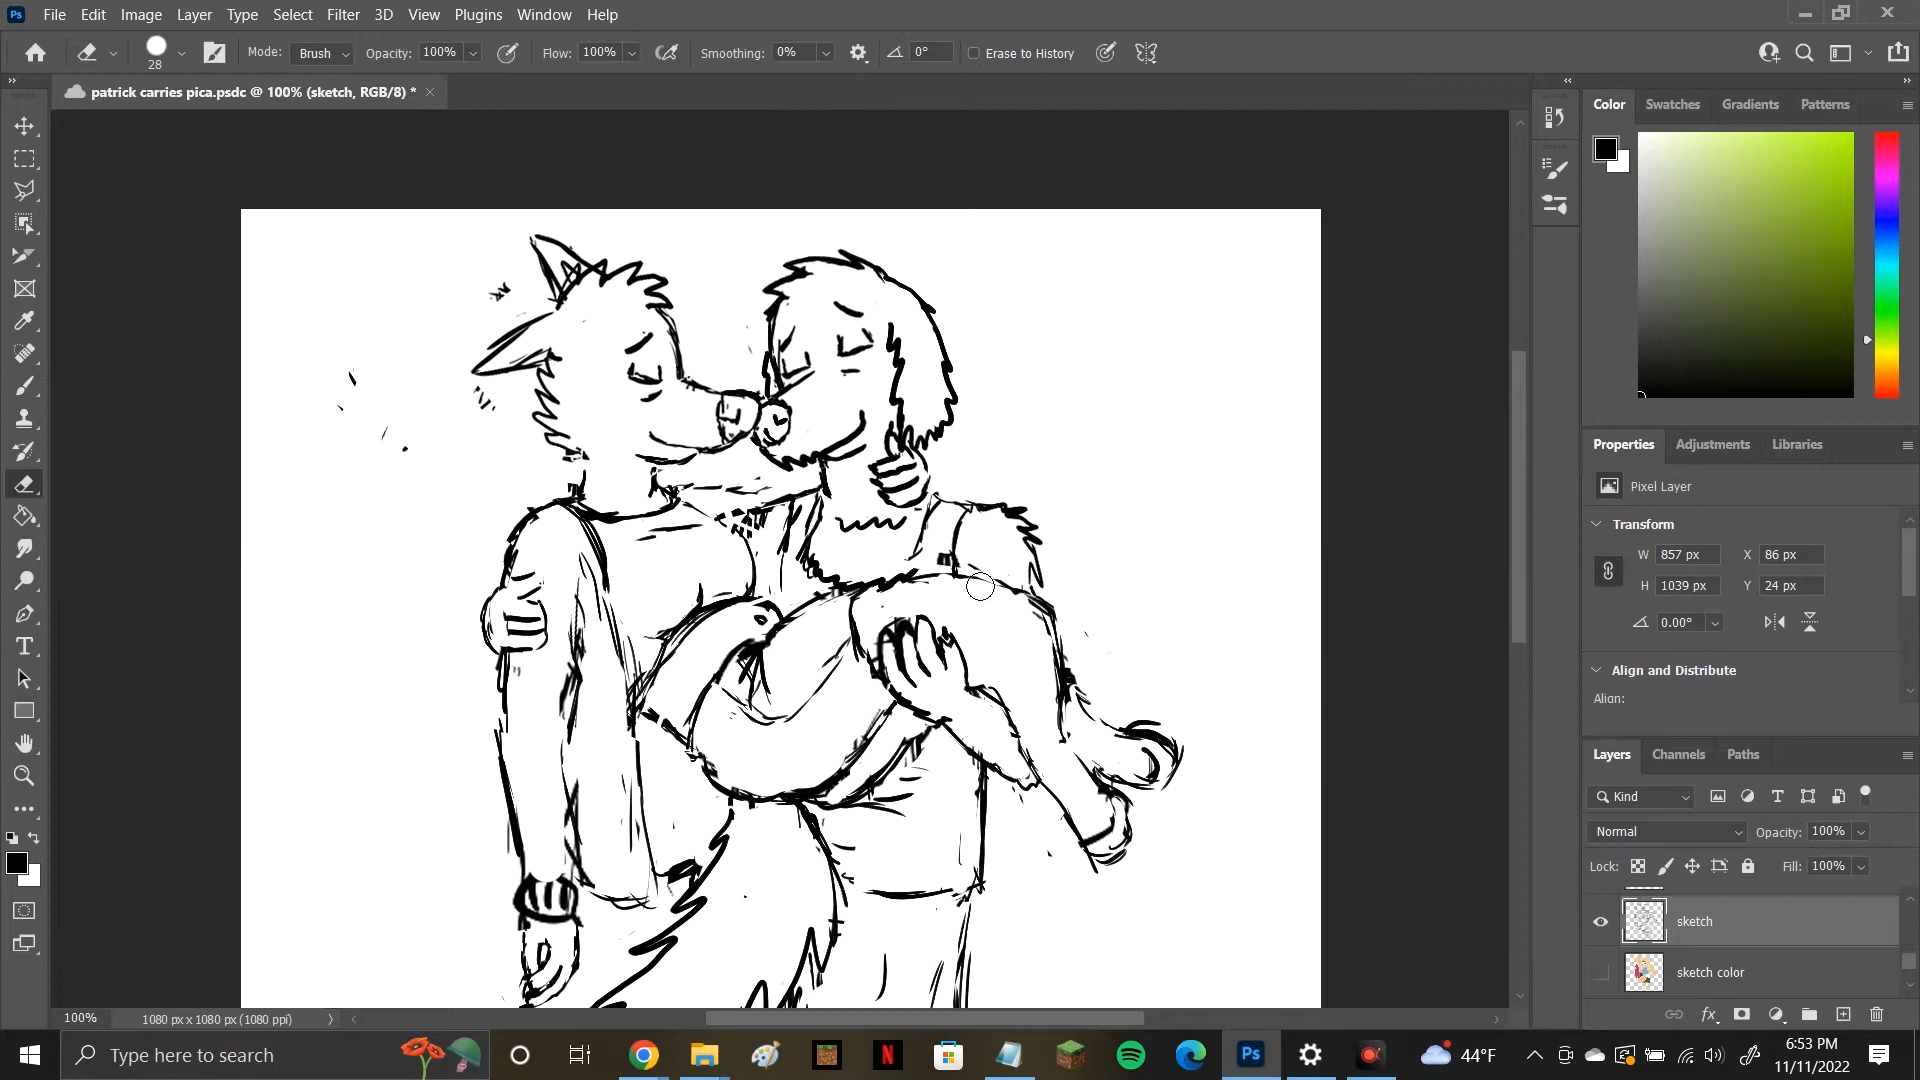 Ps File Edit Image Layer Type Select Filter 3D View Plugins Window Help
28 Mode: Brush Opacity: 100% Flow: 100% Smoothing: 0% 0° Erase to History
patrick carries pica.psdc @ 100% (sketch, RGB/8) *
Color Swatches Gradients Patterns
Properties Adjustments Libraries
Pixel Layer
Transform
W 857 px X 86 px
H 1039 px Y 24 px
0.00°
Align and Distribute
Align:
Layers Channels Paths
Kind
Normal Opacity: 100%
Lock: Fill: 100%
sketch
sketch color
fx
100% 1080 px x 1080 px (1080 ppi)
Type here to search
N
Ps
44°F
6:53 PM
11/11/2022